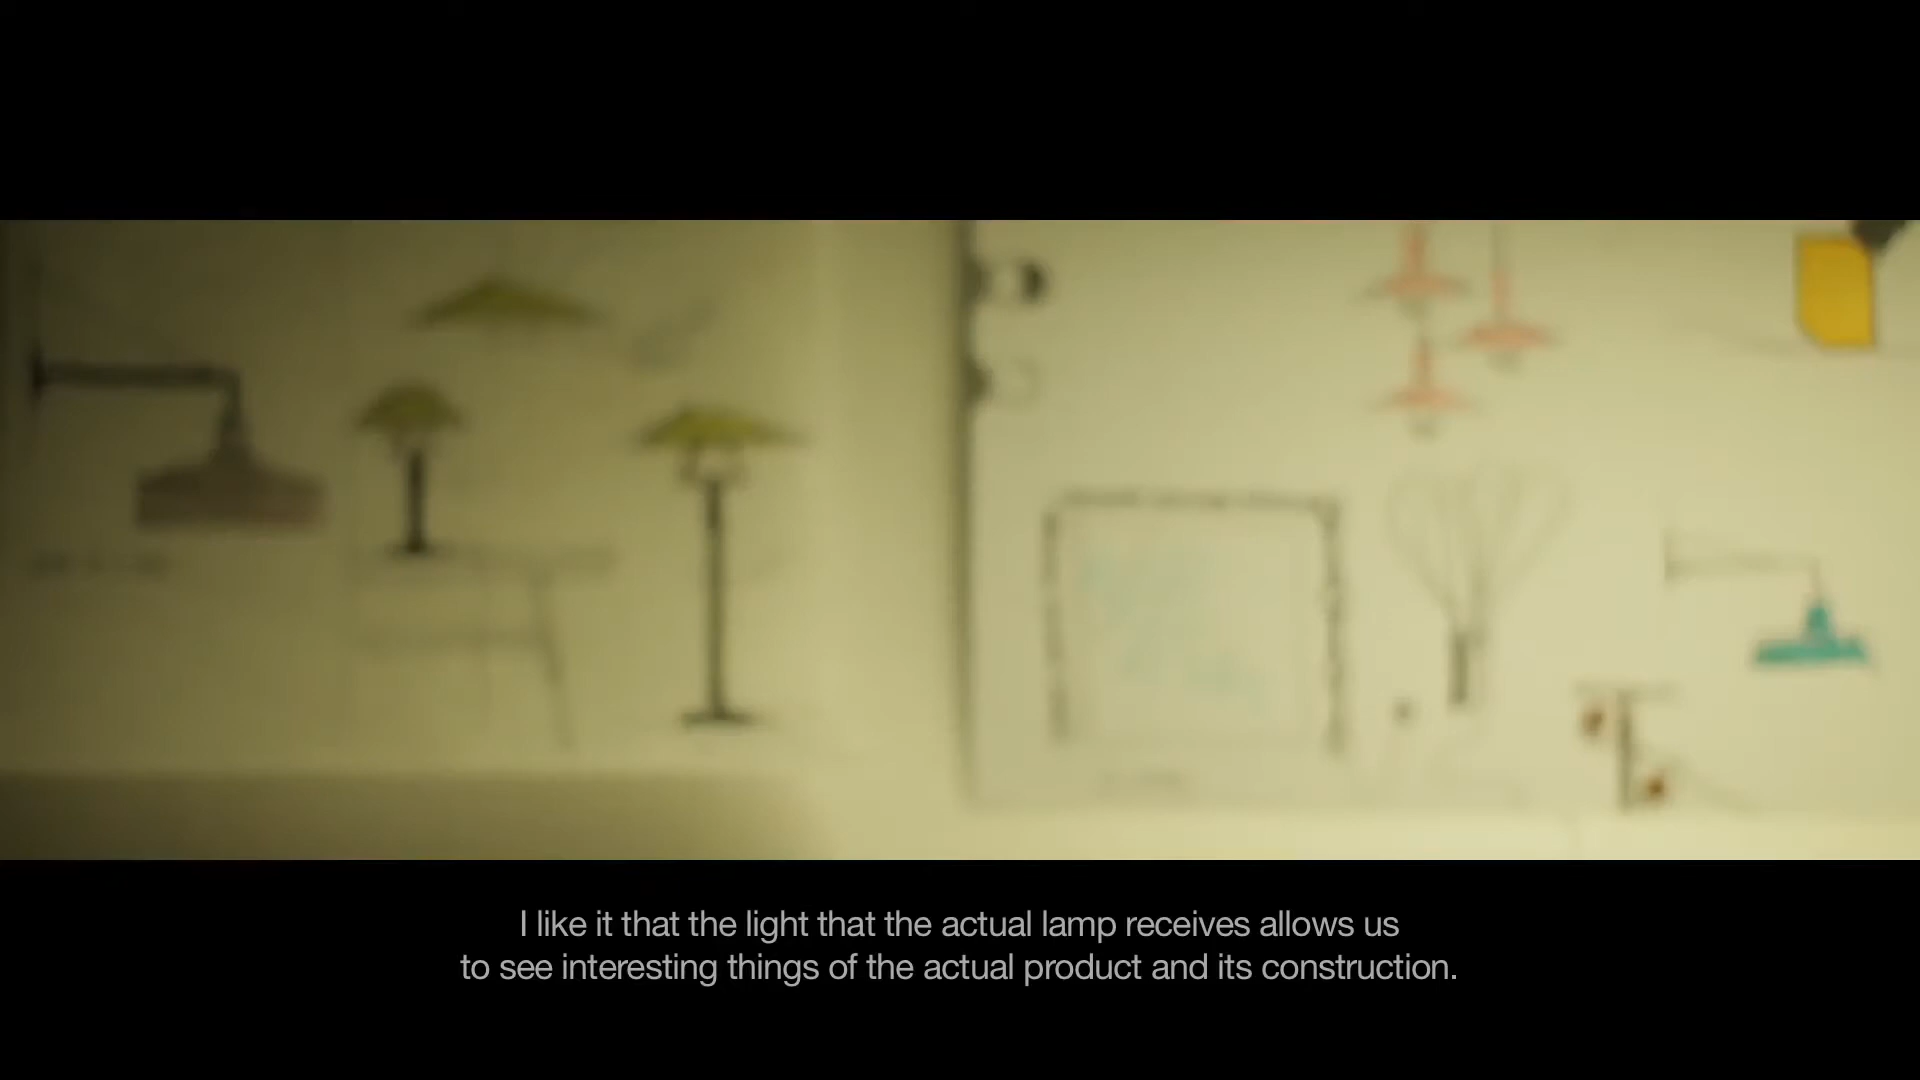 I like it that the light that the actual lamp receives allows us
to see interesting things of the actual product and its construction.